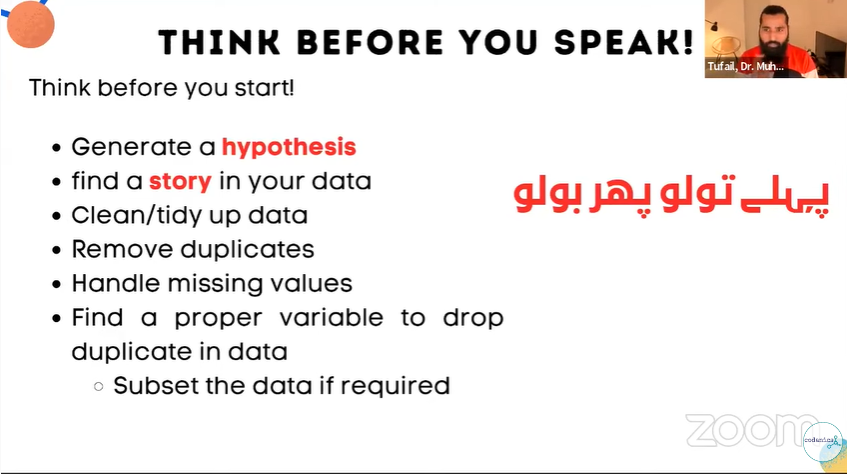 THINK BEFORE YOU SPEAK!
Tufail, Dr. Muh...
Think before you start!
Generate a hypothesis
find a story in your data
پہلے تولو پھر بولو
Clean/tidy up data
Remove duplicates
Handle missing values
Find a proper variable to drop
duplicate in data
Subset the data if required
zoom
codanics